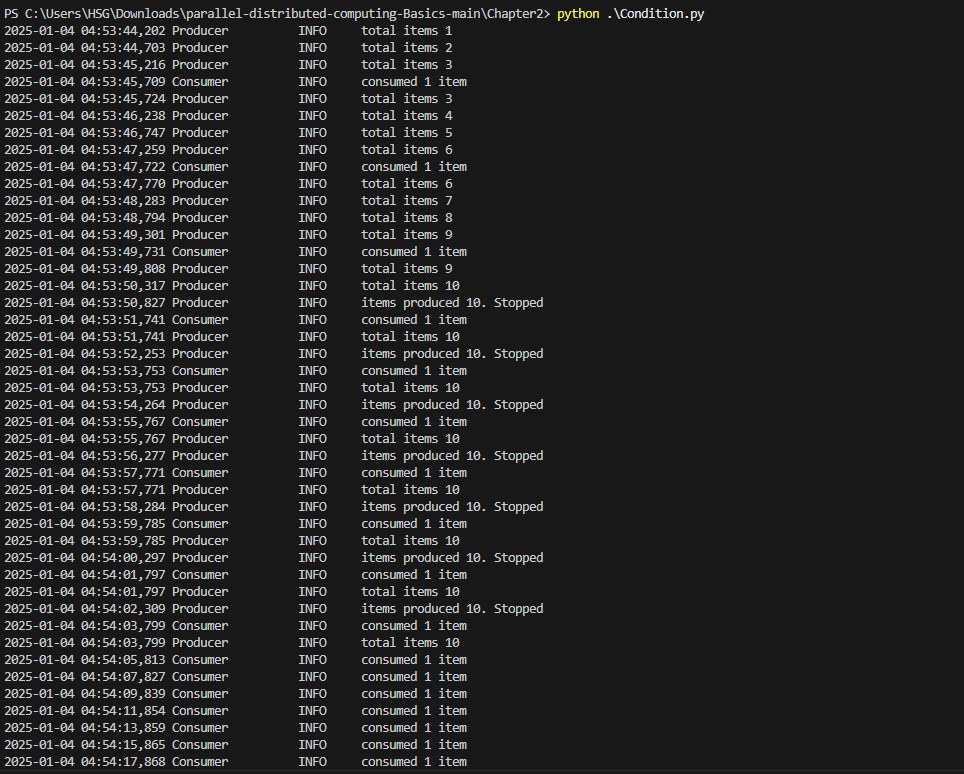 PS C:\Users\HSG\Downloads\parallel-distributed-computing-Basics-main\Chapter2> python .\Condition.py
2025-01-04 04:53:44,202 Producer INFO total items 1
2025-01-04 04:53:44,703 Producer INFO total items 2
2025-01-04 04:53:45,216 Producer INFO total items 3
2025-01-04 04:53:45,709 Consumer INFO consumed 1 item
2025-01-04 04:53:45,724 Producer INFO total items 3
2025-01-04 04:53:46,238 Producer INFO total items 4
2025-01-04 04:53:46,747 Producer INFO total items 5
2025-01-04 04:53:47,259 Producer INFO total items 6
2025-01-04 04:53:47,722 Consumer INFO consumed 1 item
2025-01-04 04:53:47,770 Producer INFO total items 6
2025-01-04 04:53:48,283 Producer INFO total items 7
2025-01-04 04:53:48,794 Producer INFO total items 8
2025-01-04 04:53:49,301 Producer INFO total items 9
2025-01-04 04:53:49,731 Consumer INFO consumed 1 item
2025-01-04 04:53:49,808 Producer INFO total items 9
2025-01-04 04:53:50,317 Producer INFO total items 10
2025-01-04 04:53:50,827 Producer INFO items produced 10. Stopped
2025-01-04 04:53:51,741 Consumer INFO consumed 1 item
2025-01-04 04:53:51,741 Producer INFO total items 10
2025-01-04 04:53:52,253 Producer INFO items produced 10. Stopped
2025-01-04 04:53:53,753 Consumer INFO consumed 1 item
2025-01-04 04:53:53,753 Producer INFO total items 10
2025-01-04 04:53:54,264 Producer INFO items produced 10. Stopped
2025-01-04 04:53:55,767 Consumer INFO consumed 1 item
2025-01-04 04:53:55,767 Producer INFO total items 10
2025-01-04 04:53:56,277 Producer INFO items produced 10. Stopped
2025-01-04 04:53:57,771 Consumer INFO consumed 1 item
2025-01-04 04:53:57,771 Producer INFO total items 10
2025-01-04 04:53:58,284 Producer INFO items produced 10. Stopped
2025-01-04 04:53:59,785 Consumer INFO consumed 1 item
2025-01-04 04:53:59,785 Producer INFO total items 10
2025-01-04 04:54:00,297 Producer INFO items produced 10. Stopped
2025-01-04 04:54:01,797 Consumer INFO consumed 1 item
2025-01-04 04:54:01,797 Producer INFO total items 10
2025-01-04 04:54:02,309 Producer INFO items produced 10. Stopped
2025-01-04 04:54:03,799 Consumer INFO consumed 1 item
2025-01-04 04:54:03,799 Producer INFO total items 10
2025-01-04 04:54:05,813 Consumer INFO consumed 1 item
2025-01-04 04:54:07,827 Consumer INFO consumed 1 item
2025-01-04 04:54:09,839 Consumer INFO consumed 1 item
2025-01-04 04:54:11,854 Consumer INFO consumed 1 item
2025-01-04 04:54:13,859 Consumer INFO consumed 1 item
2025-01-04 04:54:15,865 Consumer INFO consumed 1 item
2025-01-04 04:54:17,868 Consumer INFO consumed 1 item